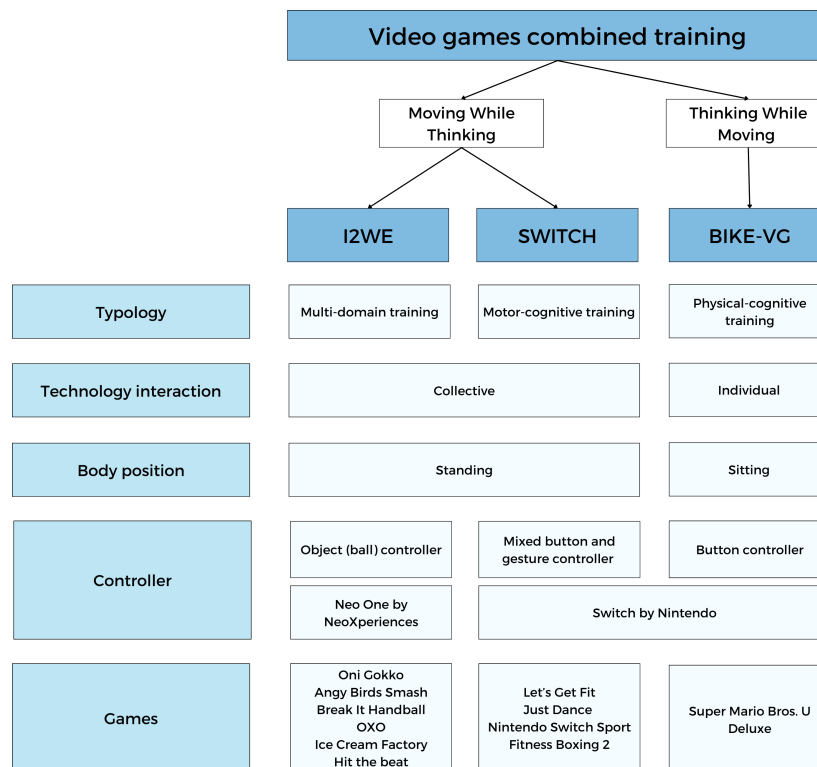 Video games combined training
Moving While
Thinking
Thinking While
Moving
I2WE
SWITCH
BIKE-VG
Typology
Multi-domain training
Motor-cognitive training
Physical-cognitive
training
Technology interaction
Collective
Individual
Body position
Standing
Sitting
Controller
Object (ball) controller
Mixed button and
gesture controller
Button controller
Neo One by
NeoXperiences
Switch by Nintendo
Games
Oni Gokko
Angy Birds Smash
Break It Handball
OXO
Ice Cream Factory
Hit the beat
Let's Get Fit
Just Dance
Nintendo Switch Sport
Fitness Boxing 2
Super Mario Bros. U
Deluxe